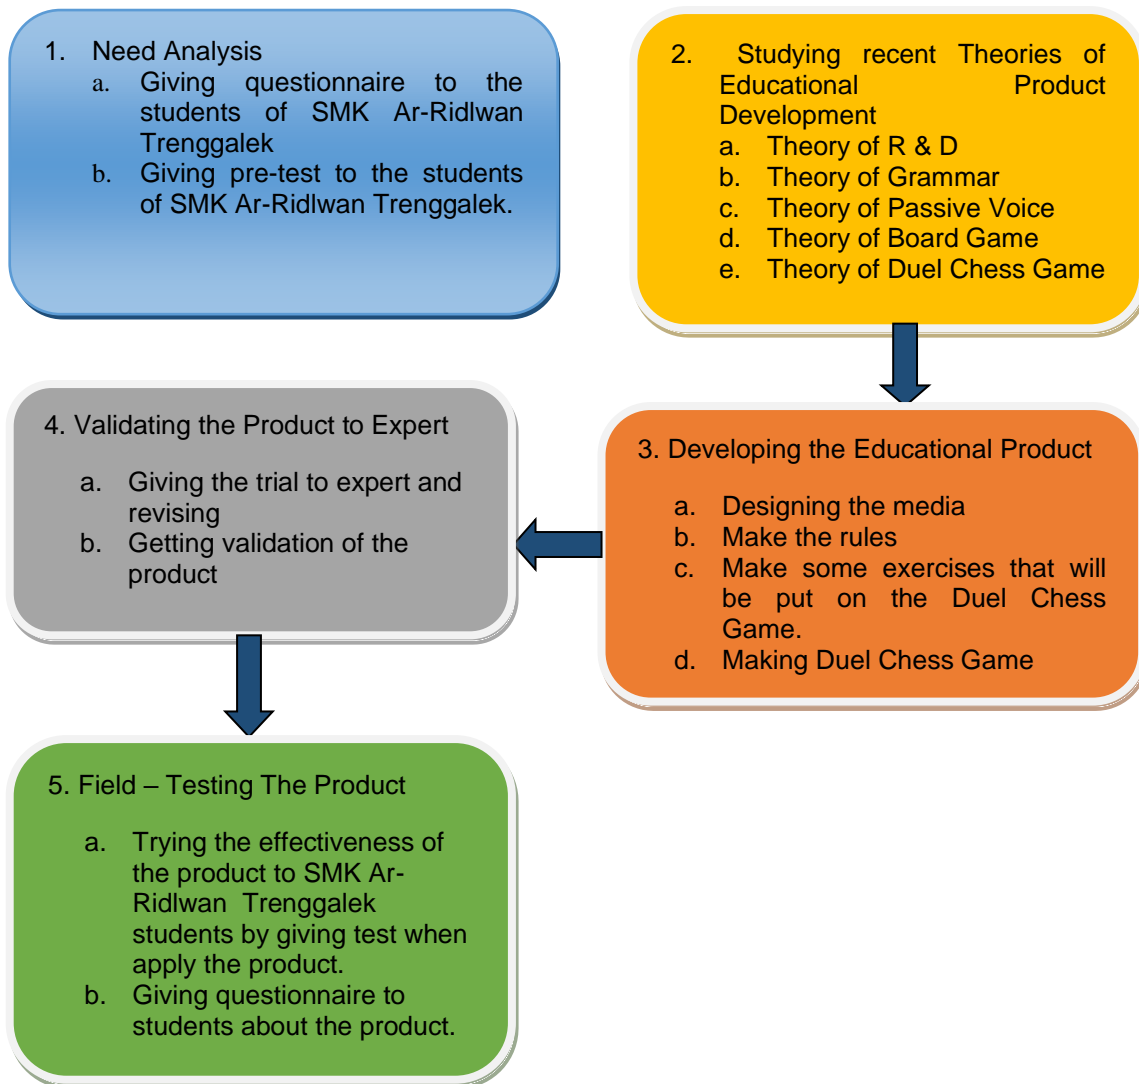 1. Need Analysis
a. Giving questionnaire to the
students of SMK Ar-Ridlwan
Trenggalek
b. Giving pre-test to the students
of SMK Ar-Ridlwan Trenggalek.
2. Studying recent Theories of
Educational Product
Development
a. Theory of R & D
b. Theory of Grammar
c. Theory of Passive Voice
d. Theory of Board Game
e. Theory of Duel Chess Game
3. Developing the Educational Product
a. Designing the media
b. Make the rules
c. Make some exercises that will
be put on the Duel Chess
Game.
d. Making Duel Chess Game
4. Validating the Product to Expert
a. Giving the trial to expert and
revising
b. Getting validation of the
product
5. Field – Testing The Product
a. Trying the effectiveness of
the product to SMK Ar-
Ridlwan Trenggalek
students by giving test when
apply the product.
b. Giving questionnaire to
students about the product.